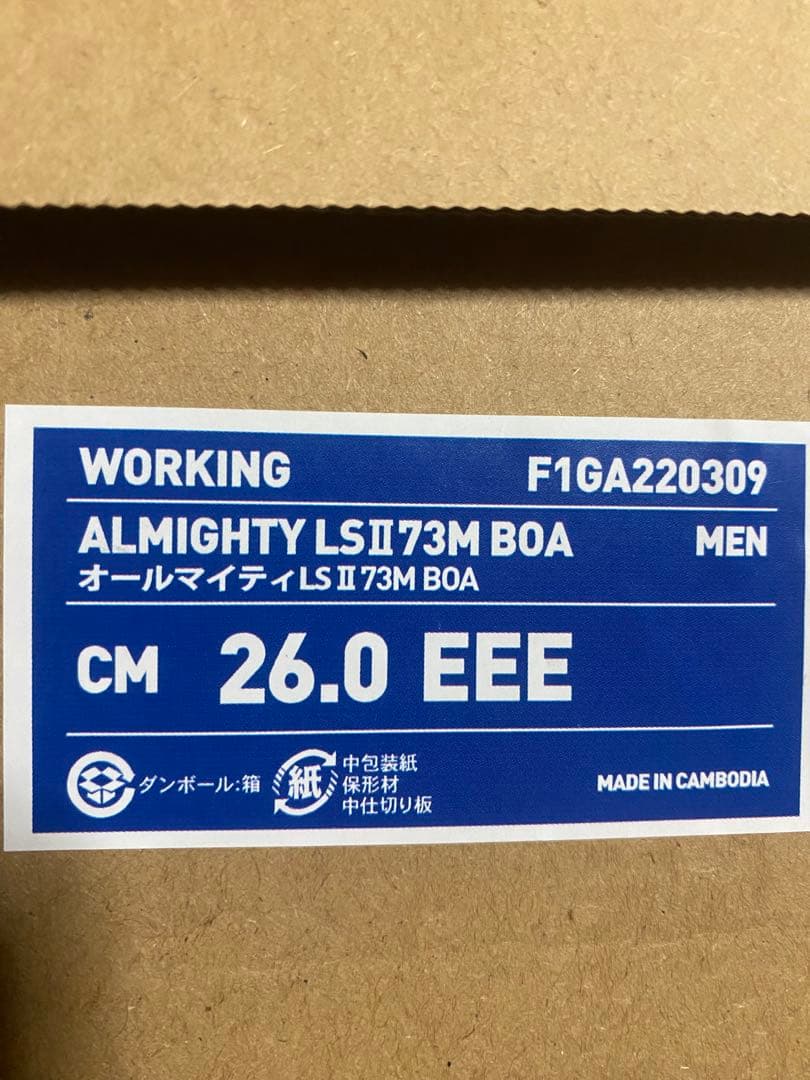 WORKING F1GA220309
ALMIGHTY LSⅡ73M BOA MEN
オールマイティLSⅡ73M BOA
CM 26.0 EEE
ダンボール:箱
紙
中包装紙
保形材
中仕切り板
MADE IN CAMBODIA